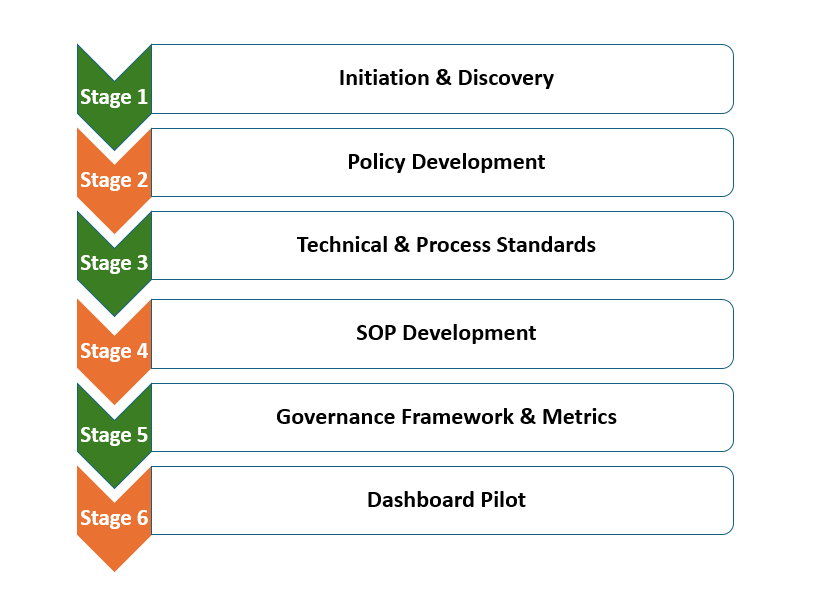 Stage 1
Initiation & Discovery
Stage 2
Policy Development
Stage 3
Technical & Process Standards
Stage 4
SOP Development
Stage 5
Governance Framework & Metrics
Stage 6
Dashboard Pilot